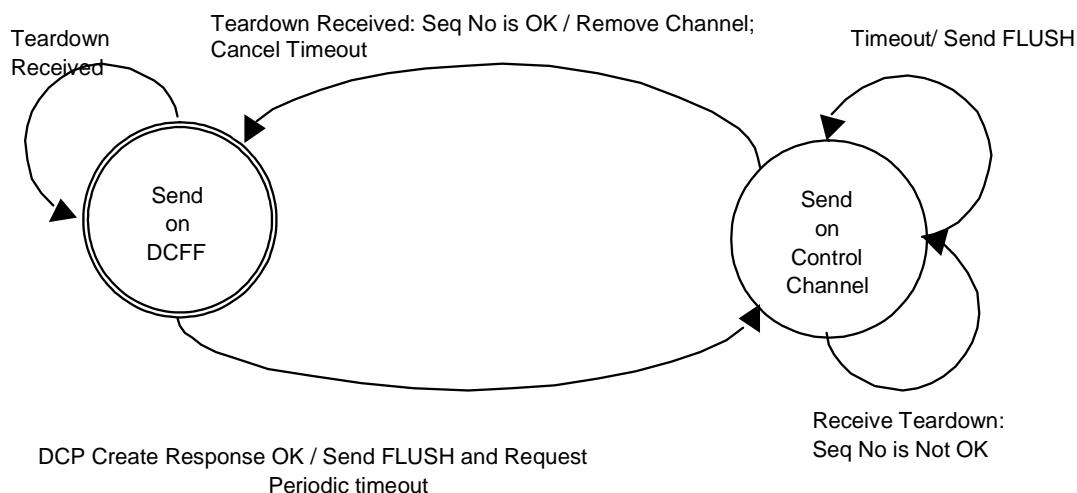 Teardown
Received
Teardown Received: Seq No is OK / Remove Channel;
Cancel Timeout
Timeout/ Send FLUSH
Send
on
DCFF
Send
on
Control
Channel
Receive Teardown:
Seq No is Not OK
DCP Create Response OK / Send FLUSH and Request
Periodic timeout